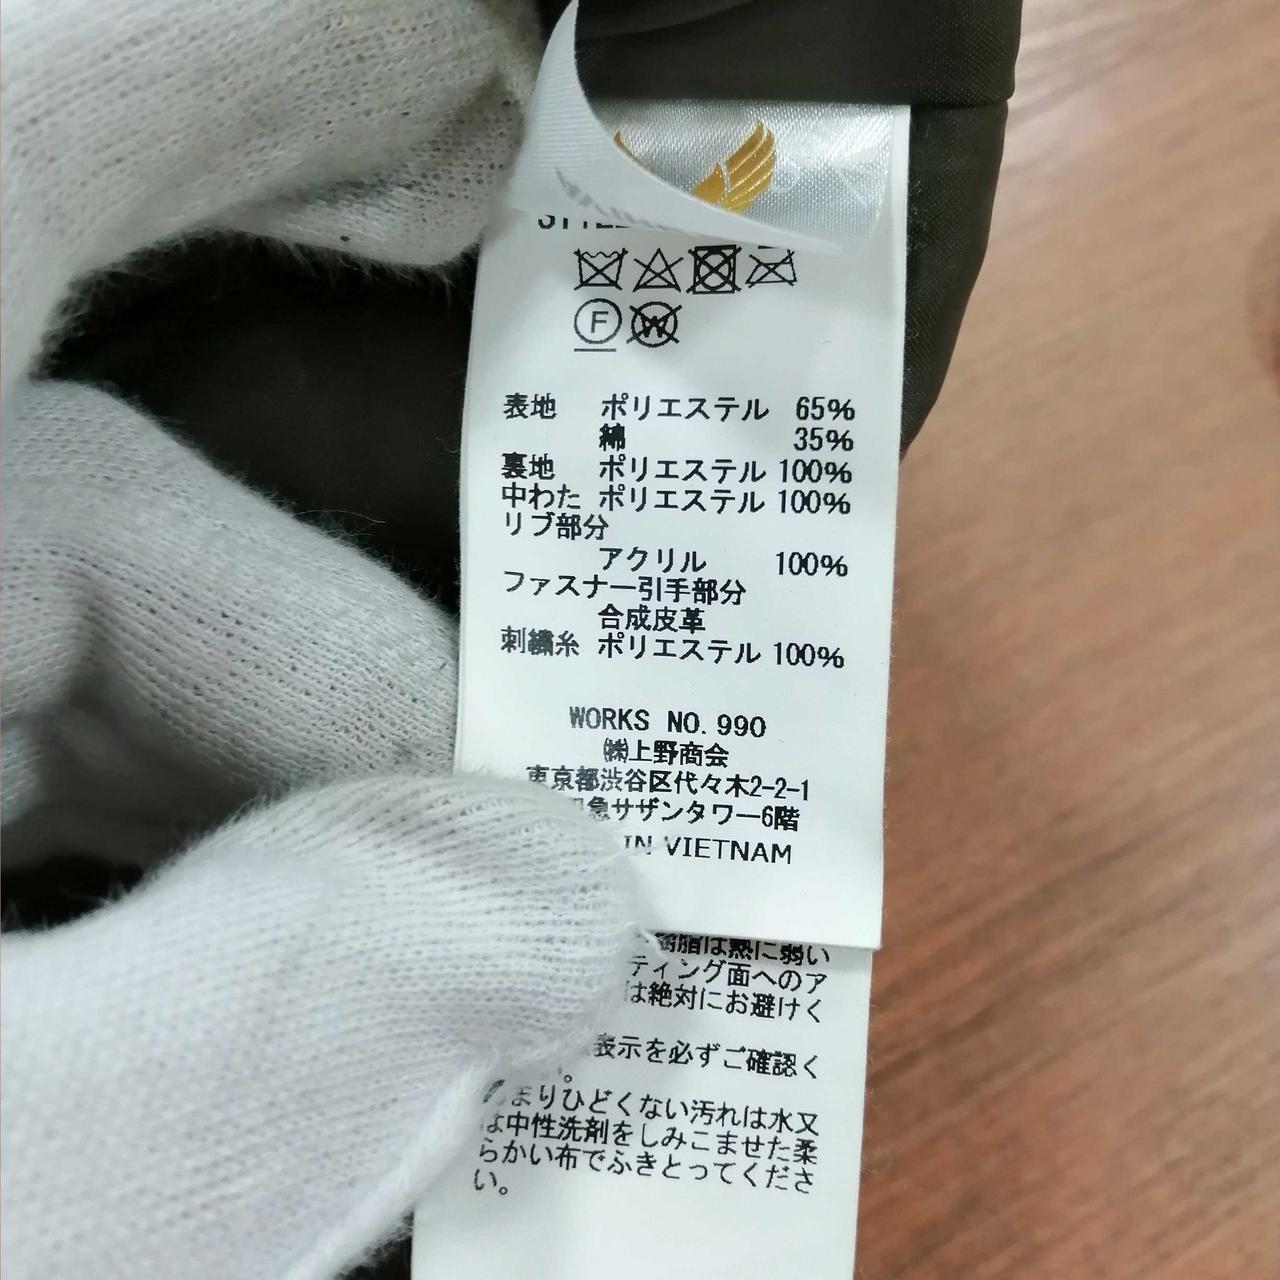 F
W
表地 ポリエステル 65%
綿 35%
裏地 ポリエステル 100%
中わた ポリエステル 100%
リブ部分
アクリル 100%
ファスナー引手部分
合成皮革
刺繍糸 ポリエステル 100%
WORKS NO. 990
㈱上野商会
東京都渋谷区代々木2-2-1
急サザンタワー6階
IN VIETNAM
樹脂は熱に弱い
ティング面へのア
は絶対にお避けく
表示を必ずご確認く
。
まりひどくない汚れは水又
は中性洗剤をしみこませた柔
らかい布でふきとってくださ
い。